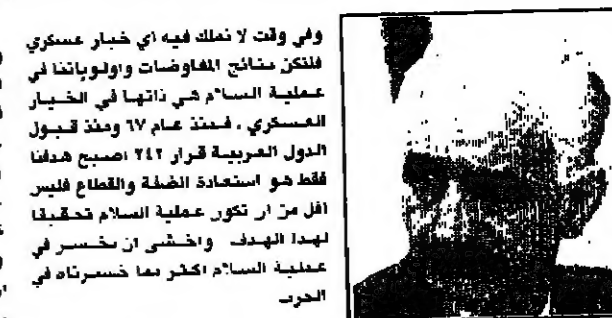 وفي وقت لا نملك فيه اي خيار عسكري
فلتكن نتائج المفاوضات واولوياتنا في
عملية السلام هي ذاتها في الخيار
العسكري ، فمنذ عام ٦٧ ومنذ قبول
الدول العربية قرار ٢٤٢ اصبح هدفنا
فقط هو استعادة الضفة والقطاع فليس
اقل من ان تكون عملية السلام تحقيقا
لهذا الهدف واخشى ان نخسر في
عملية السلام اكثر مما خسرناه في
الحرب